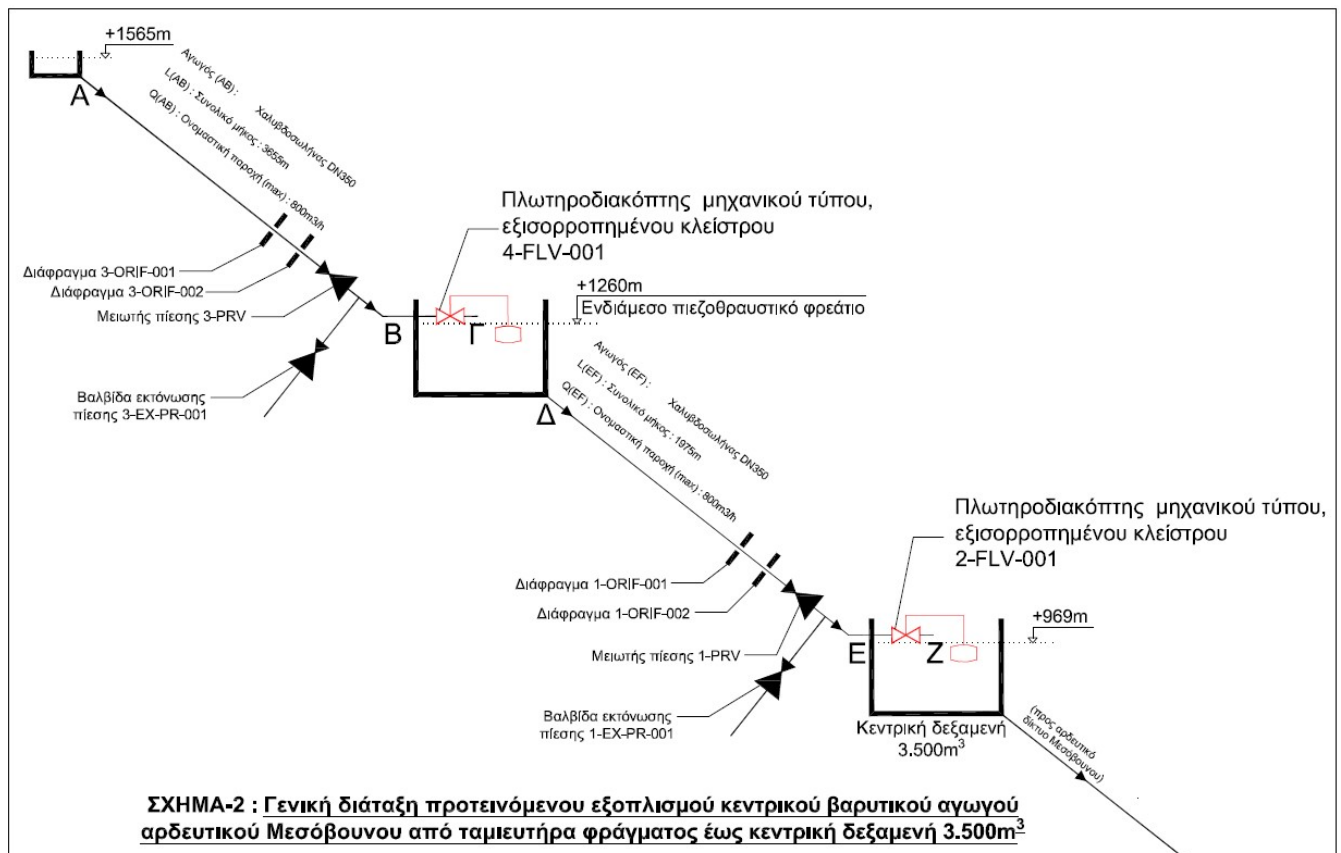 +1565m
A
Αγωγός (AB) :
Χαλυβδοσωλήνας DN350
L(AB) : Συνολικό μήκος : 3655m
Q(AB) : Ονομαστική παροχή (max) : 800m3/h
Πλωτηροδιακόπτης μηχανικού τύπου,
εξισορροπημένου κλείστρου
4-FLV-001
Διάφραγμα 3-ORIF-001
Διάφραγμα 3-ORIF-002
Μειωτής πίεσης 3-PRV
+1260m
Ενδιάμεσο πιεζοθραυστικό φρεάτιο
B
Γ
Βαλβίδα εκτόνωσης
πίεσης 3-EX-PR-001
Δ
Αγωγός (EF) :
Χαλυβδοσωλήνας DN350
L(EF) : Συνολικό μήκος : 1975m
Q(EF) : Ονομαστική παροχή (max) : 800m3/h
Πλωτηροδιακόπτης μηχανικού τύπου,
εξισορροπημένου κλείστρου
2-FLV-001
Διάφραγμα 1-ORIF-001
Διάφραγμα 1-ORIF-002
Μειωτής πίεσης 1-PRV
+969m
E
Z
Βαλβίδα εκτόνωσης
πίεσης 1-EX-PR-001
Κεντρική δεξαμενή
3.500m³
(προς αρδευτικό
δίκτυο Μεσόβουνου)
ΣΧΗΜΑ-2 : Γενική διάταξη προτεινόμενου εξοπλισμού κεντρικού βαρυτικού αγωγού
αρδευτικού Μεσόβουνου από ταμιευτήρα φράγματος έως κεντρική δεξαμενή 3.500m³